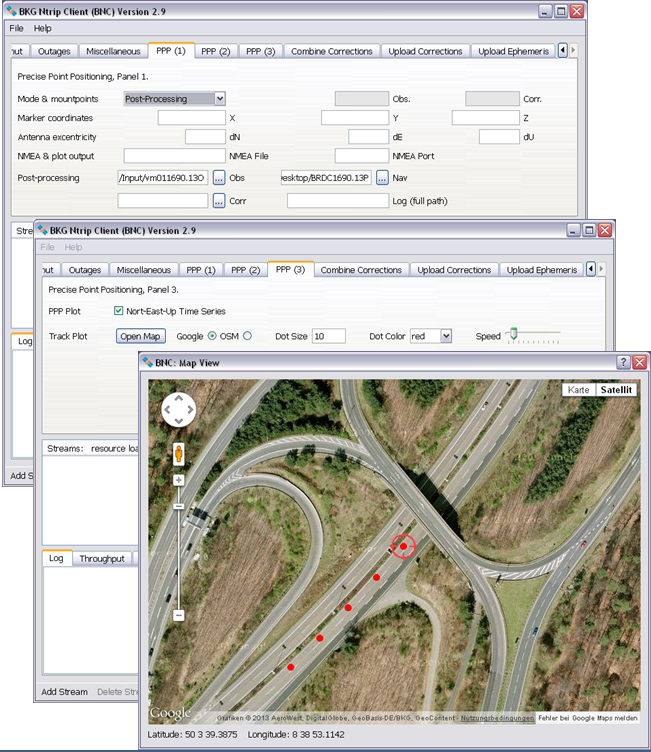 BKG Ntrip Client (BNC) Version 2.9
File Help
out Outages Miscellaneous PPP (1) PPP (2) PPP (3) Combine Corrections Upload Corrections Upload Ephemeris
Precise Point Positioning, Panel 1.
Mode & mountpoints Post-Processing Obs. Corr.
Marker coordinates X Y Z
Antenna excentricity dN dE dU
NMEA & plot output NMEA File NMEA Port
Post-processing /Input/vm011690.13O ... Obs esktop/BRDC1690.13P ... Nav
... Corr Log (full path)
Stre
Log
Add S
BKG Ntrip Client (BNC) Version 2.9
File Help
out Outages Miscellaneous PPP (1) PPP (2) PPP (3) Combine Corrections Upload Corrections Upload Ephemeris
Precise Point Positioning, Panel 3.
PPP Plot Nort-East-Up Time Series
Track Plot Open Map Google OSM Dot Size 10 Dot Color red Speed
Streams: resource loa
Log Throughput
Add Stream Delete Stre
BNC: Map View
Karte Satellit
Google
Grafiken © 2013 AeroWest, DigitalGlobe, GeoBasis-DE/BKG, GeoContent - Nutzungsbedingungen Fehler bei Google Maps melden
Latitude: 50 3 39.3875 Longitude: 8 38 53.1142